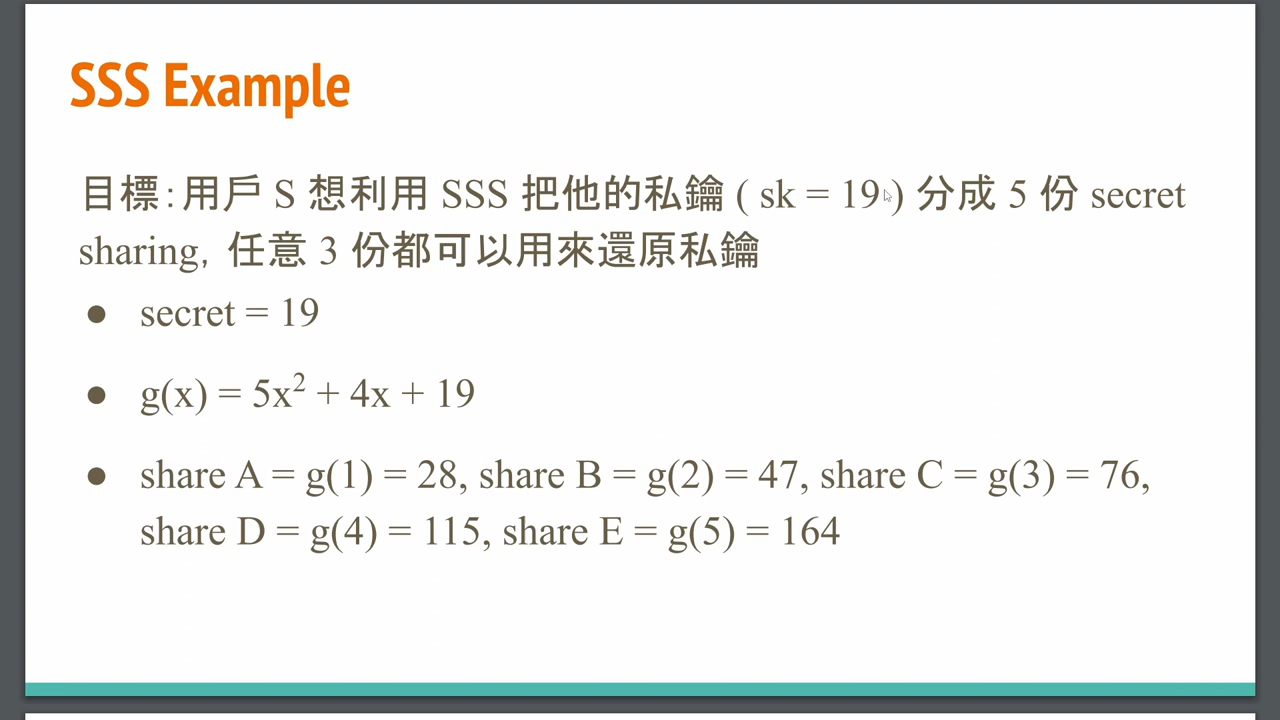 SSS Example
目標：用戶 S 想利用 SSS 把他的私鑰 ( sk = 19 ) 分成 5 份 secret
sharing，任意 3 份都可以用來還原私鑰
● secret = 19
● g(x) = 5x² + 4x + 19
● share A = g(1) = 28, share B = g(2) = 47, share C = g(3) = 76,
share D = g(4) = 115, share E = g(5) = 164